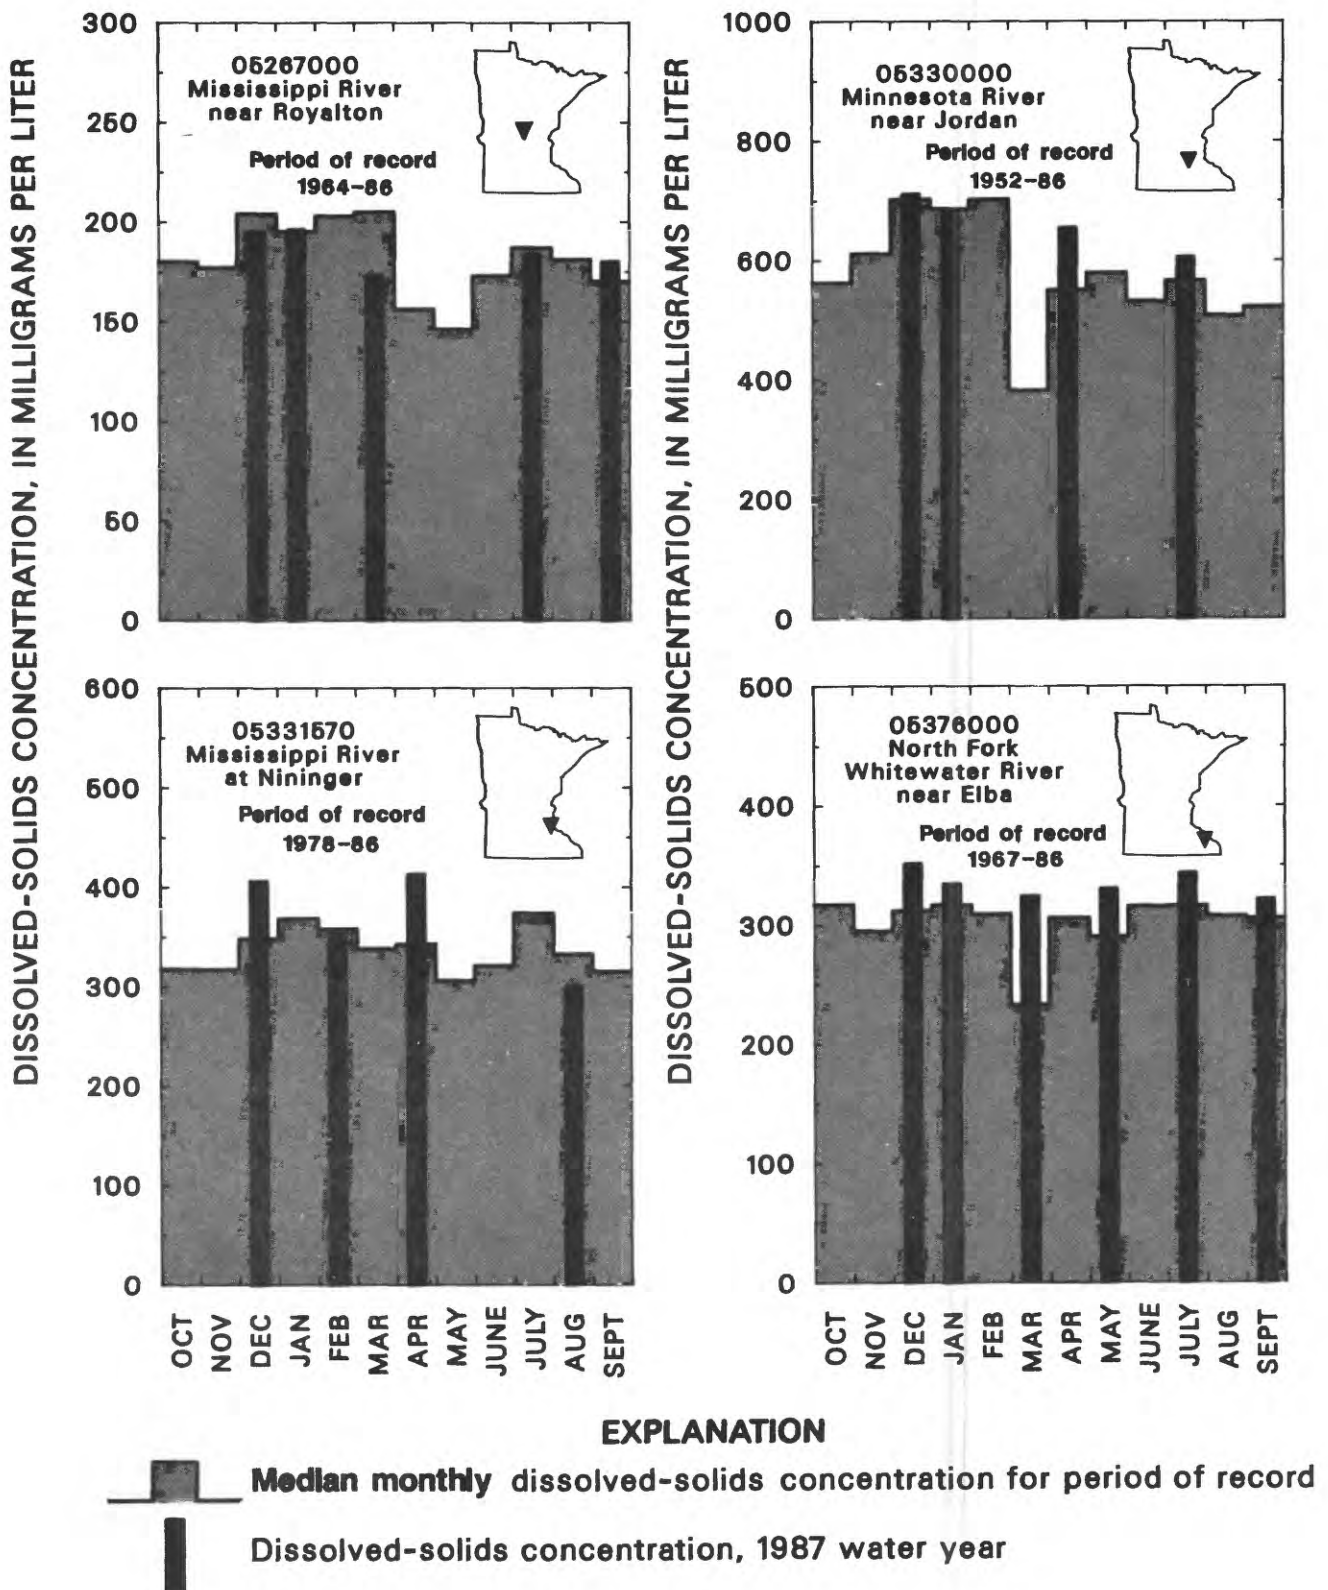 DISSOLVED-SOLIDS CONCENTRATION, IN MILLIGRAMS PER LITER
300
250
200
150
100
50
0
05267000
Mississippi River
near Royalton
Period of record
1964-86
DISSOLVED-SOLIDS CONCENTRATION, IN MILLIGRAMS PER LITER
1000
800
600
400
200
0
05330000
Minnesota River
near Jordan
Period of record
1952-86
600
500
400
300
200
100
0
05331570
Mississippi River
at Nininger
Period of record
1978-86
OCT
NOV
DEC
JAN
FEB
MAR
APR
MAY
JUNE
JULY
AUG
SEPT
500
400
300
200
100
0
05376000
North Fork
Whitewater River
near Elba
Period of record
1967-86
OCT
NOV
DEC
JAN
FEB
MAR
APR
MAY
JUNE
JULY
AUG
SEPT
EXPLANATION
Median monthly dissolved-solids concentration for period of record
Dissolved-solids concentration, 1987 water year